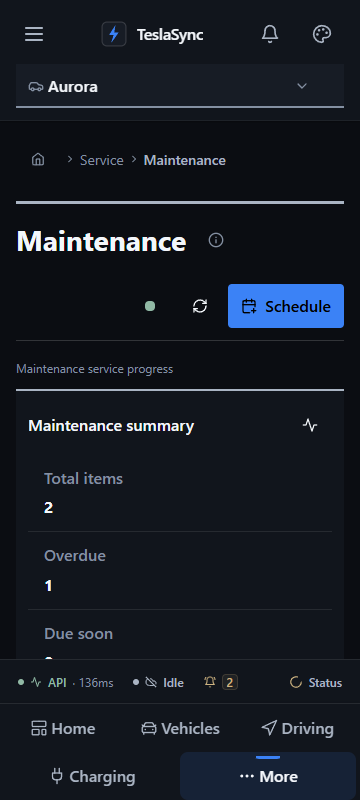 TeslaSync
Aurora
Service Maintenance
Maintenance
Schedule
Maintenance service progress
Maintenance summary
Total items
2
Overdue
1
Due soon
API · 136ms Idle 2 Status
Home Vehicles Driving
Charging More